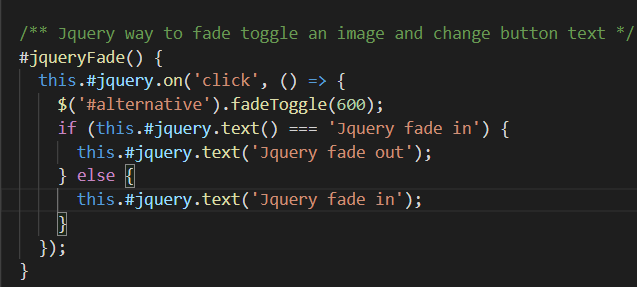 /** Jquery way to fade toggle an image and change button text */
#jqueryFade() {
this.#jquery.on('click', () => {
$('#alternative').fadeToggle(600);
if (this.#jquery.text() === 'Jquery fade in') {
this.#jquery.text('Jquery fade out');
} else {
this.#jquery.text('Jquery fade in');
}
});
}